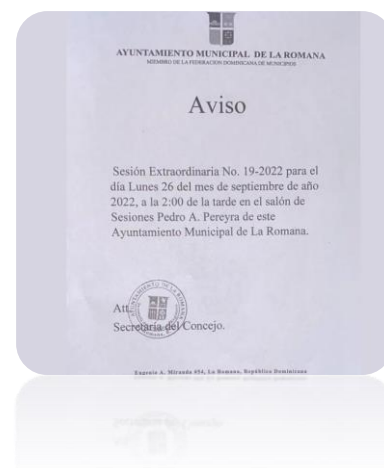 AYUNTAMIENTO MUNICIPAL DE LA ROMANA
MIEMBRO DE LA FEDERACION DOMINICANA DE MUNICIPIOS
Aviso
Sesión Extraordinaria No. 19-2022 para el
día Lunes 26 del mes de septiembre de año
2022, a la 2:00 de la tarde en el salón de
Sesiones Pedro A. Pereyra de este
Ayuntamiento Municipal de La Romana.
Att.
Secretaría del Concejo.
Eugenio A. Miranda #54, La Romana, República Dominicana